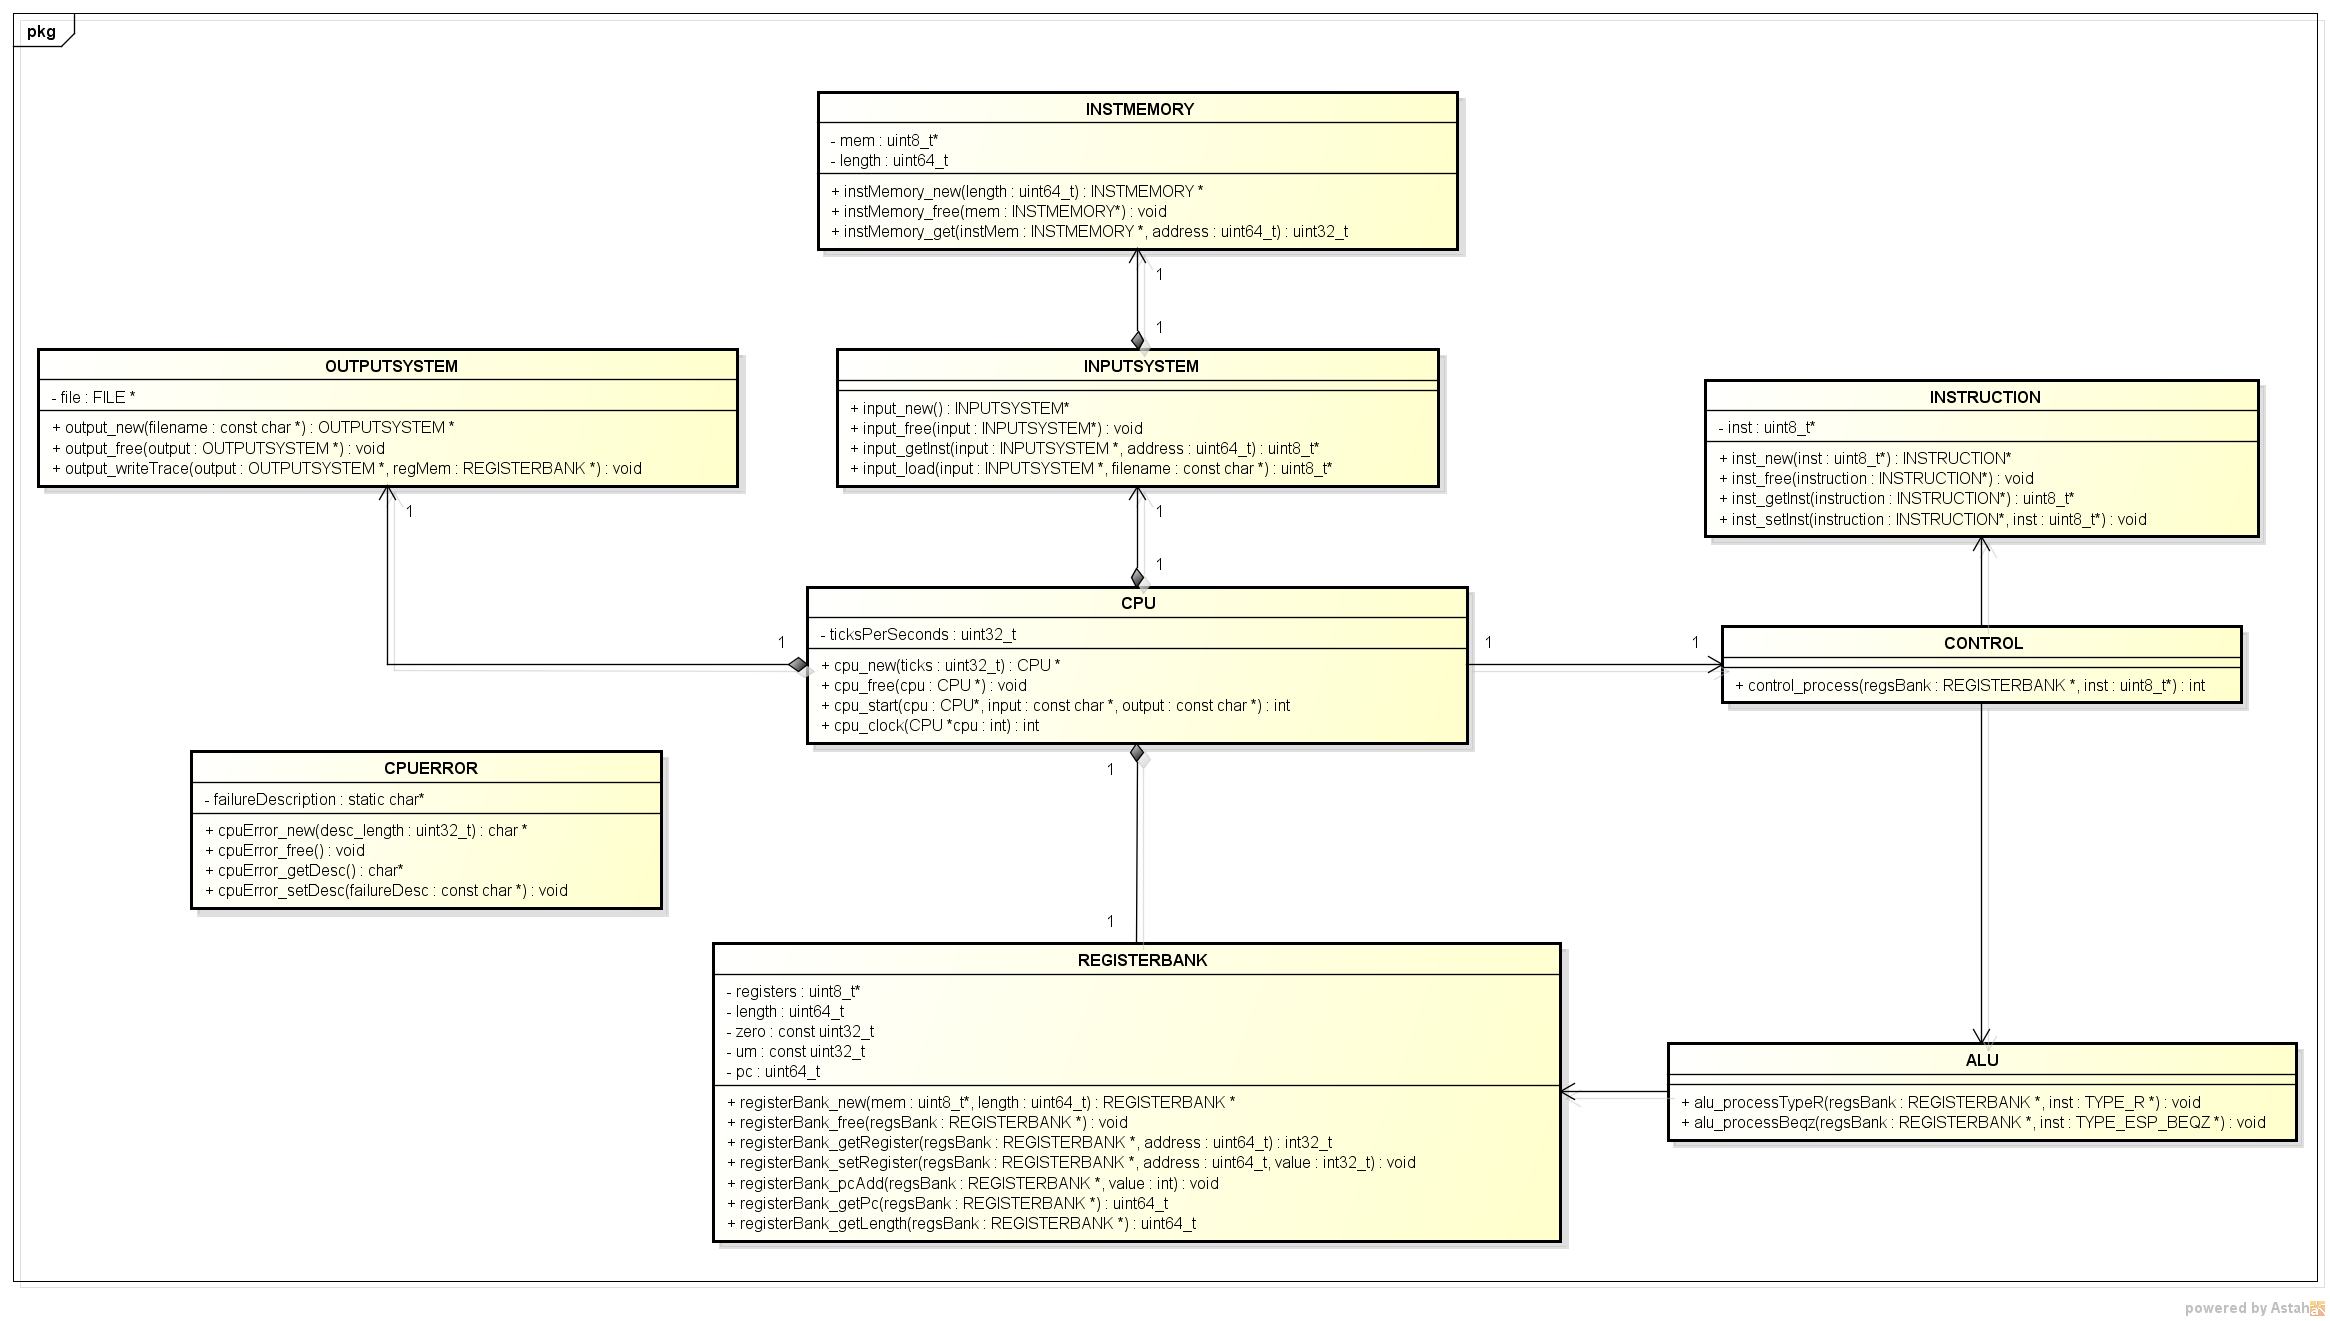 pkg
INSTMEMORY
- mem : uint8_t*
- length : uint64_t
+ instMemory_new(length : uint64_t) : INSTMEMORY *
+ instMemory_free(mem : INSTMEMORY*) : void
+ instMemory_get(instMem : INSTMEMORY *, address : uint64_t) : uint32_t
1
1
OUTPUTSYSTEM
- file : FILE *
+ output_new(filename : const char *) : OUTPUTSYSTEM *
+ output_free(output : OUTPUTSYSTEM *) : void
+ output_writeTrace(output : OUTPUTSYSTEM *, regMem : REGISTERBANK *) : void
1
INPUTSYSTEM
+ input_new() : INPUTSYSTEM*
+ input_free(input : INPUTSYSTEM*) : void
+ input_getInst(input : INPUTSYSTEM *, address : uint64_t) : uint8_t*
+ input_load(input : INPUTSYSTEM *, filename : const char *) : uint8_t*
1
1
INSTRUCTION
- inst : uint8_t*
+ inst_new(inst : uint8_t*) : INSTRUCTION*
+ inst_free(instruction : INSTRUCTION*) : void
+ inst_getInst(instruction : INSTRUCTION*) : uint8_t*
+ inst_setInst(instruction : INSTRUCTION*, inst : uint8_t*) : void
1
CPU
- ticksPerSeconds : uint32_t
+ cpu_new(ticks : uint32_t) : CPU *
+ cpu_free(cpu : CPU *) : void
+ cpu_start(cpu : CPU*, input : const char *, output : const char *) : int
+ cpu_clock(CPU *cpu : int) : int
1
1
CONTROL
+ control_process(regsBank : REGISTERBANK *, inst : uint8_t*) : int
CPUERROR
- failureDescription : static char*
+ cpuError_new(desc_length : uint32_t) : char *
+ cpuError_free() : void
+ cpuError_getDesc() : char*
+ cpuError_setDesc(failureDesc : const char *) : void
1
1
REGISTERBANK
- registers : uint8_t*
- length : uint64_t
- zero : const uint32_t
- um : const uint32_t
- pc : uint64_t
+ registerBank_new(mem : uint8_t*, length : uint64_t) : REGISTERBANK *
+ registerBank_free(regsBank : REGISTERBANK *) : void
+ registerBank_getRegister(regsBank : REGISTERBANK *, address : uint64_t) : int32_t
+ registerBank_setRegister(regsBank : REGISTERBANK *, address : uint64_t, value : int32_t) : void
+ registerBank_pcAdd(regsBank : REGISTERBANK *, value : int) : void
+ registerBank_getPc(regsBank : REGISTERBANK *) : uint64_t
+ registerBank_getLength(regsBank : REGISTERBANK *) : uint64_t
ALU
+ alu_processTypeR(regsBank : REGISTERBANK *, inst : TYPE_R *) : void
+ alu_processBeqz(regsBank : REGISTERBANK *, inst : TYPE_ESP_BEQZ *) : void
powered by Astah